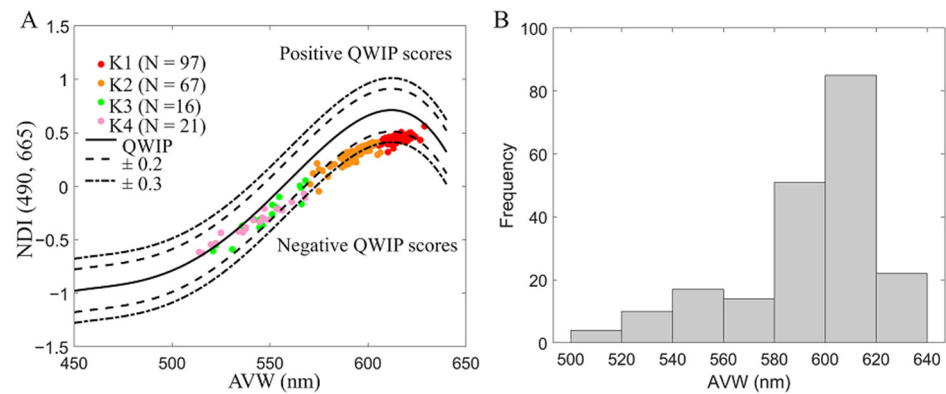 A
1.5
1
0.5
0
−0.5
−1
−1.5
NDI (490, 665)
K1 (N = 97)
K2 (N = 67)
K3 (N =16)
K4 (N = 21)
QWIP
± 0.2
± 0.3
Positive QWIP scores
Negative QWIP scores
450 500 550 600 650
AVW (nm)
B
100
80
60
40
20
0
Frequency
500 520 540 560 580 600 620 640
AVW (nm)